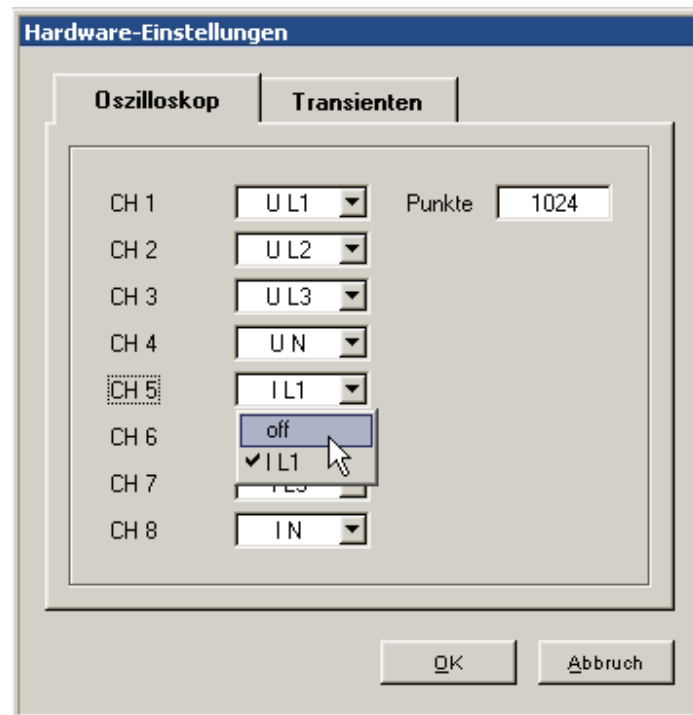 Hardware-Einstellungen
Oszilloskop Transienten
CH 1 U L1 Punkte 1024
CH 2 U L2
CH 3 U L3
CH 4 U N
CH 5 I L1
CH 6 off
✔I L1
CH 7
CH 8 I N
OK Abbruch